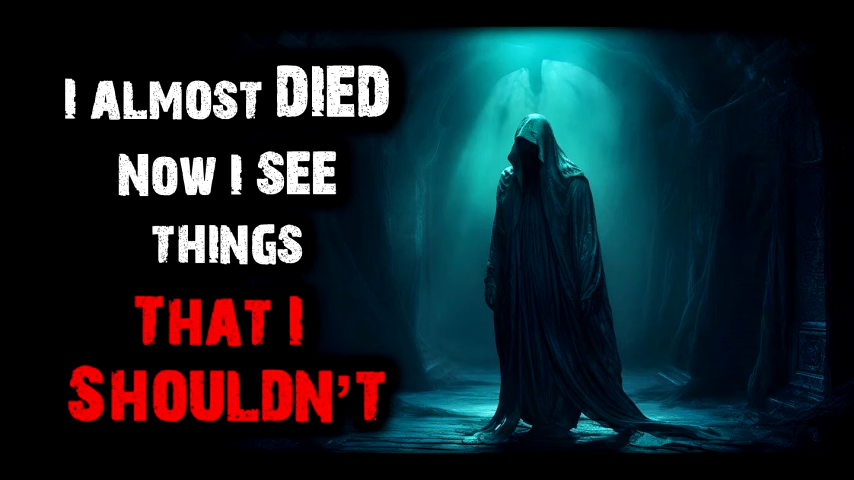 I ALMOST DIED
NOW I SEE
THINGS
THAT I
SHOULDN'T